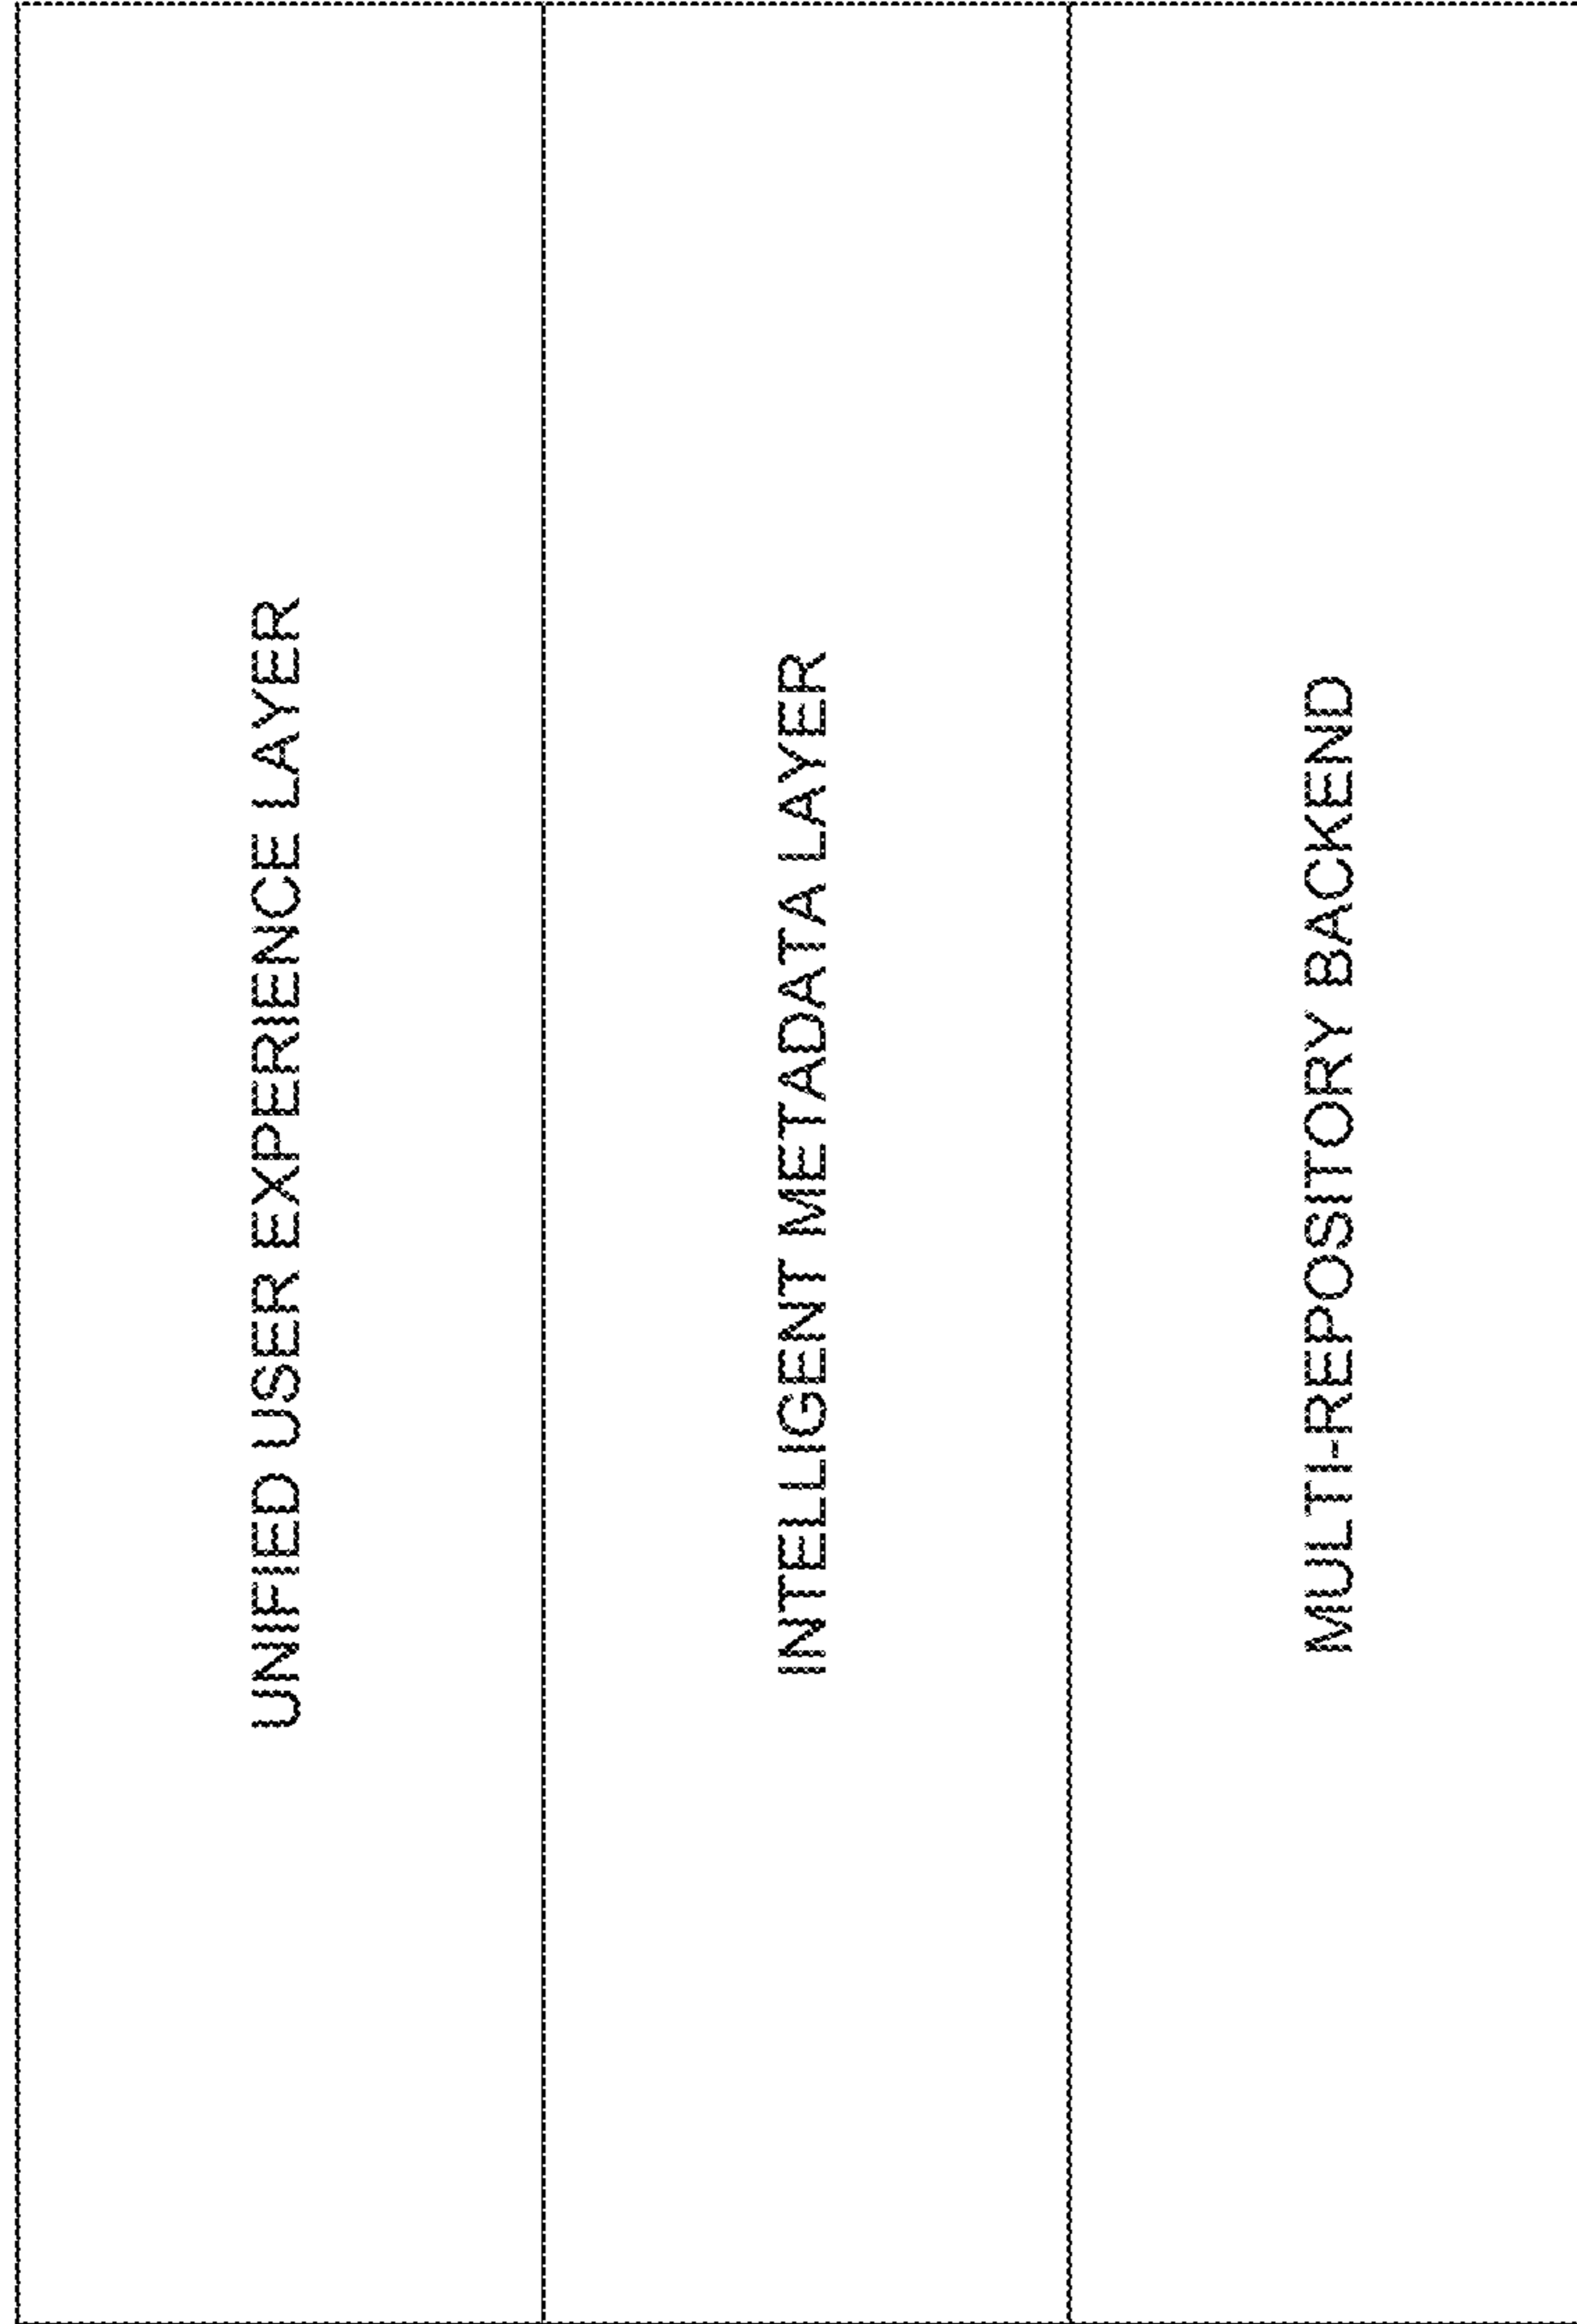 UNIFIED USER EXPERIENCE LAYER
INTELLIGENT METADATA LAYER
MULTI-REPOSITORY BACKEND